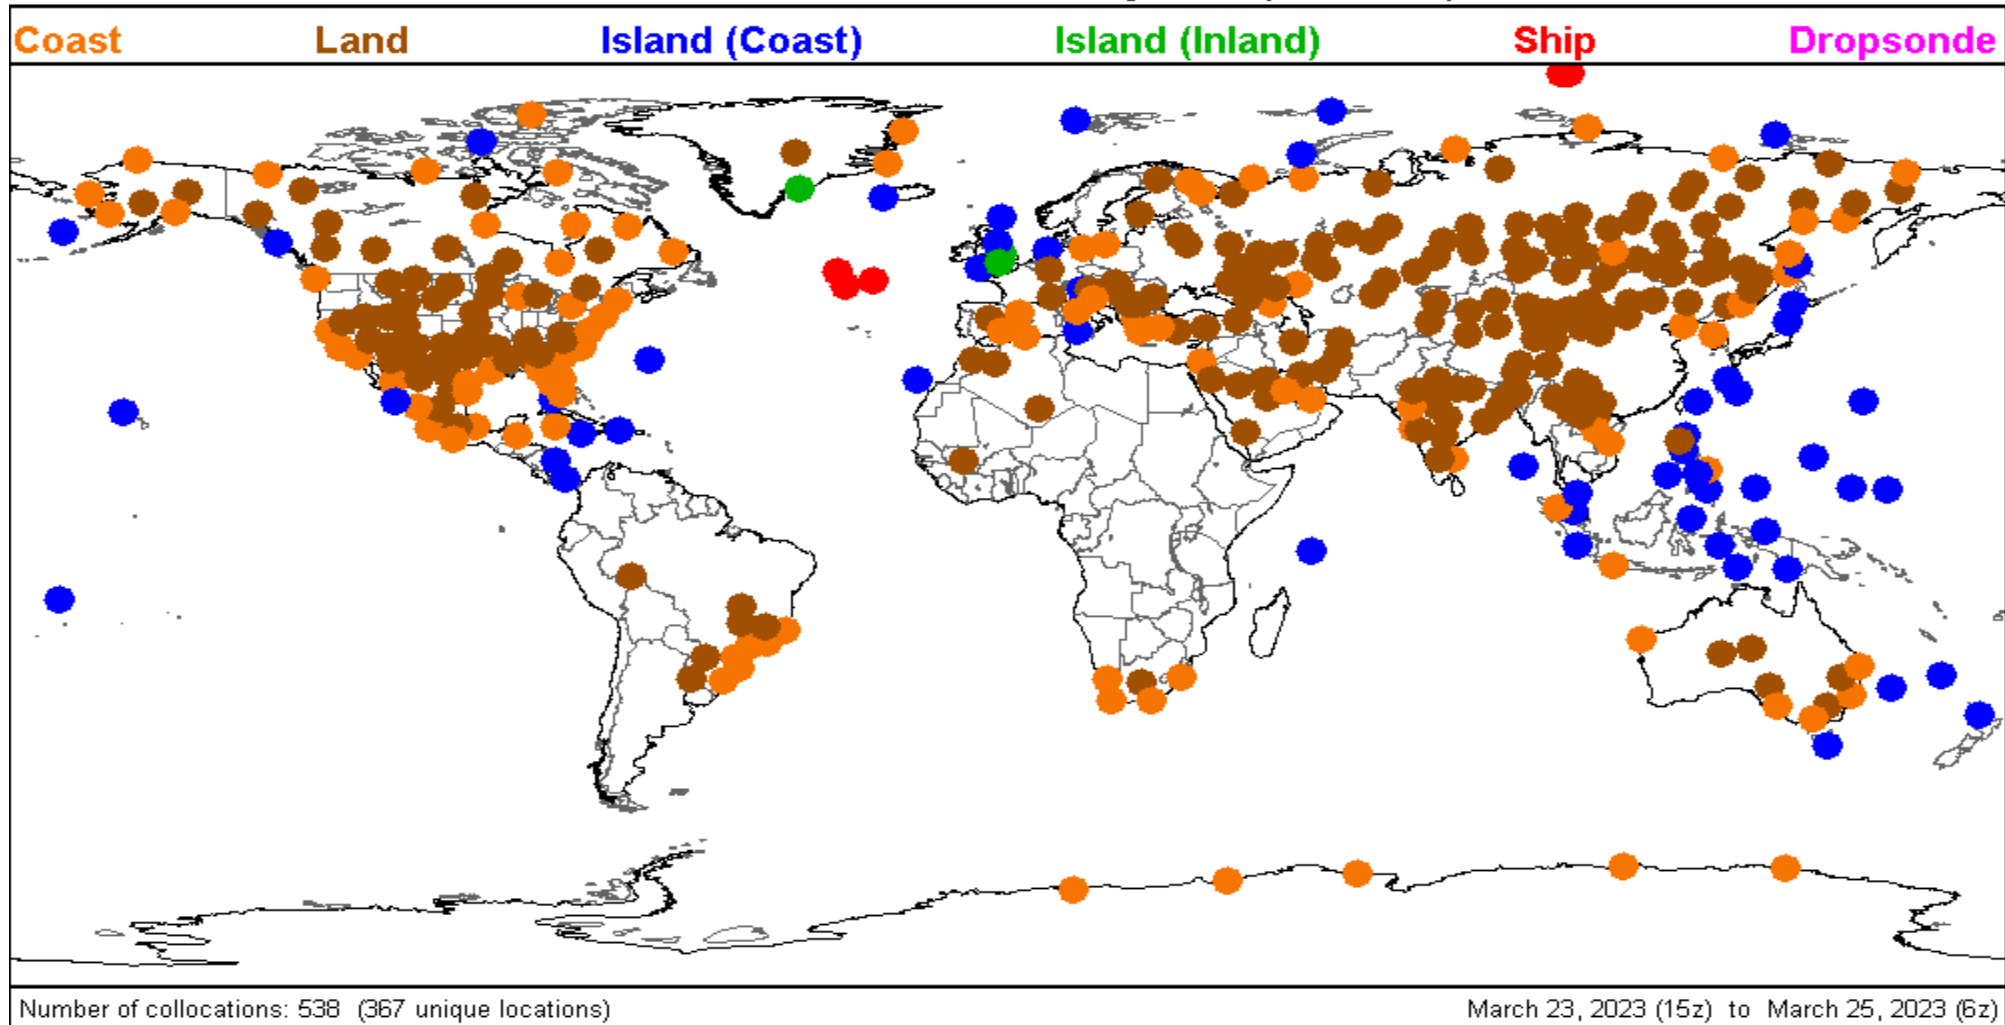 Coast Land Island (Coast) Island (Inland) Ship Dropsonde
Number of collocations: 538 (367 unique locations) March 23, 2023 (15z) to March 25, 2023 (6z)